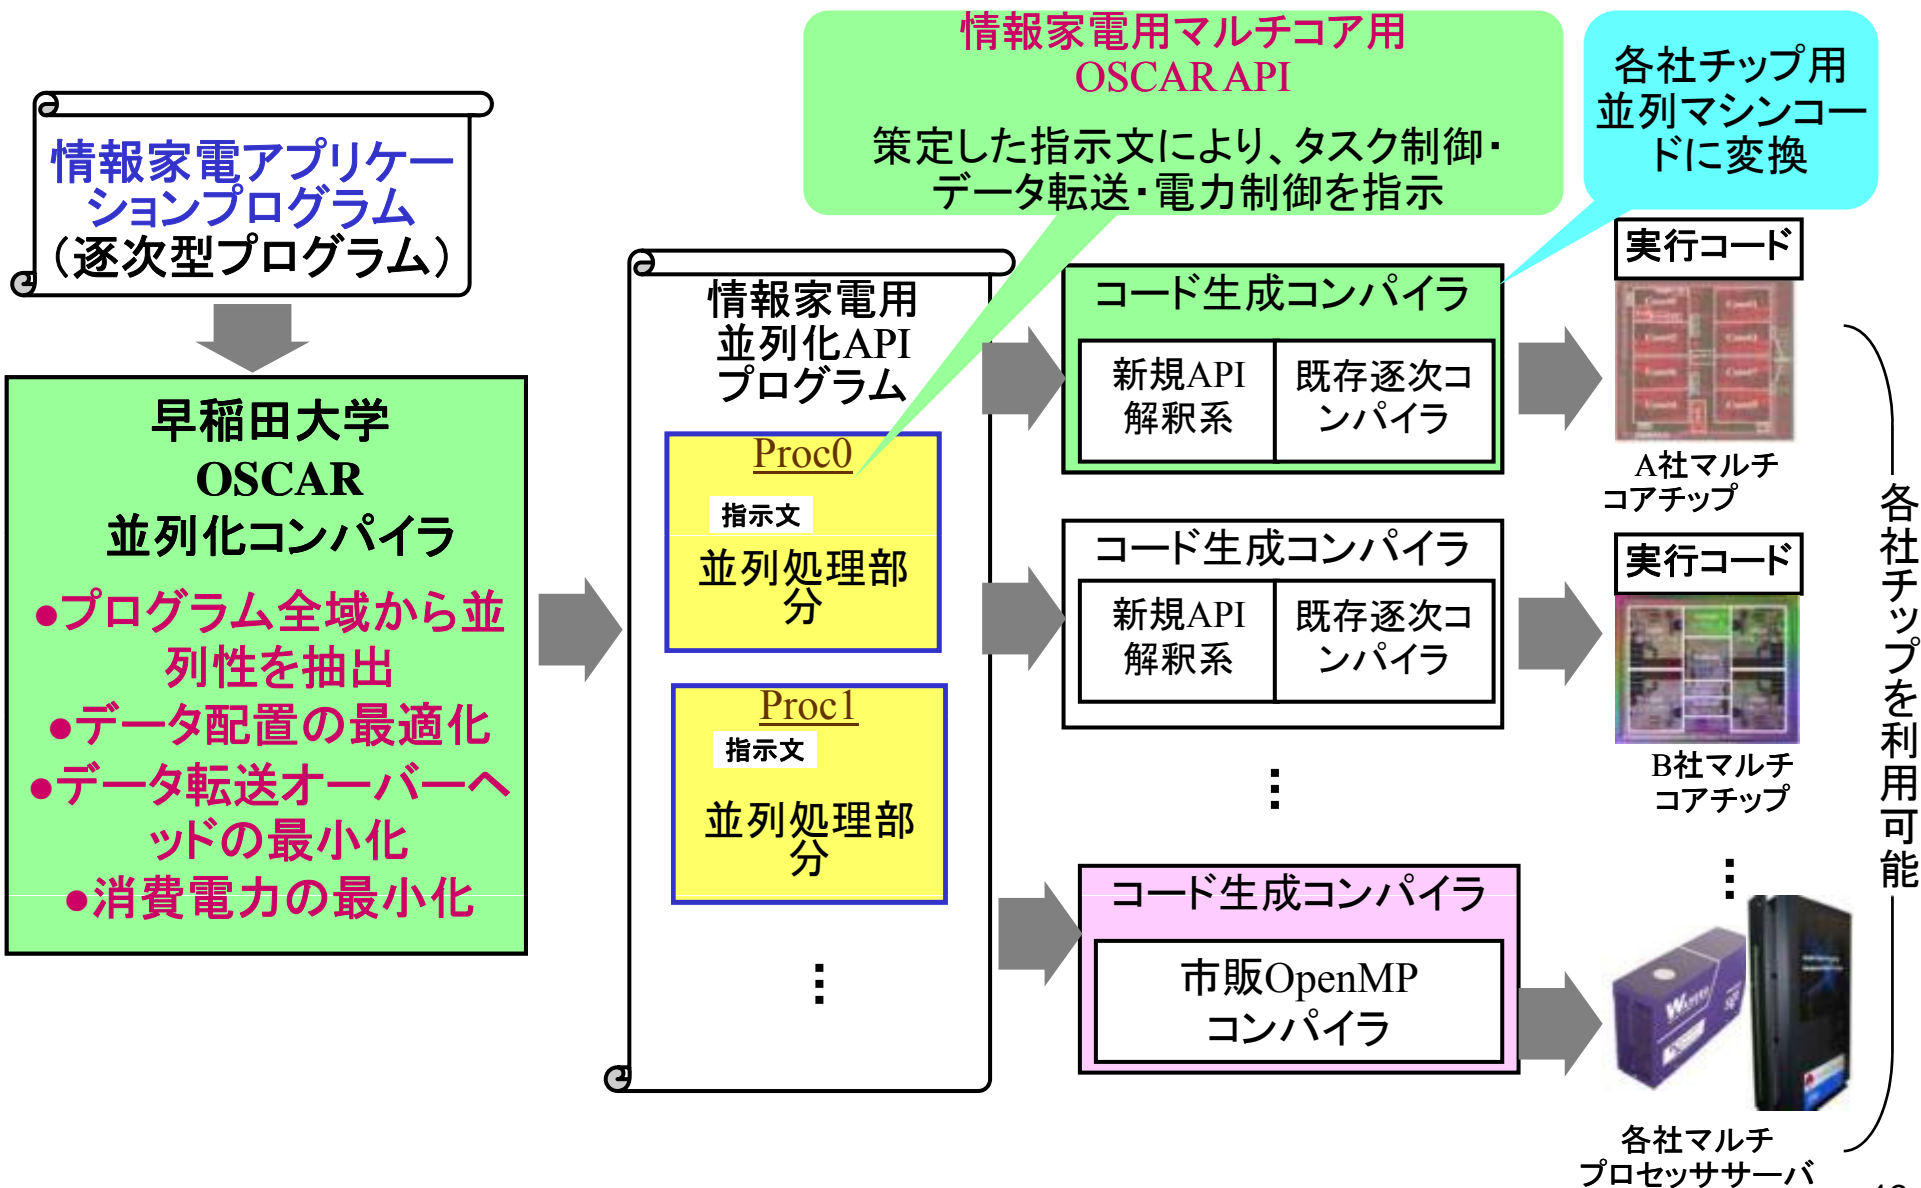 情報家電用マルチコア用
OSCAR API
策定した指示文により、タスク制御・
データ転送・電力制御を指示
各社チップ用
並列マシンコー
ドに変換
情報家電アプリケー
ションプログラム
（逐次型プログラム）
早稲田大学
OSCAR
並列化コンパイラ
●プログラム全域から並
列性を抽出
●データ配置の最適化
●データ転送オーバーヘ
ッドの最小化
●消費電力の最小化
情報家電用
並列化API
プログラム
Proc0
指示文
並列処理部
分
Proc1
指示文
並列処理部
分
⋮
コード生成コンパイラ
新規API
解釈系
既存逐次コ
ンパイラ
コード生成コンパイラ
新規API
解釈系
既存逐次コ
ンパイラ
⋮
コード生成コンパイラ
市販OpenMP
コンパイラ
実行コード
A社マルチ
コアチップ
実行コード
B社マルチ
コアチップ
⋮
各社マルチ
プロセッササーバ
各社チップを利用可能